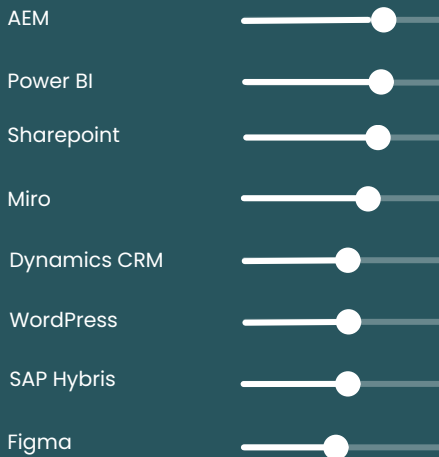 AEM
Power BI
Sharepoint
Miro
Dynamics CRM
WordPress
SAP Hybris
Figma